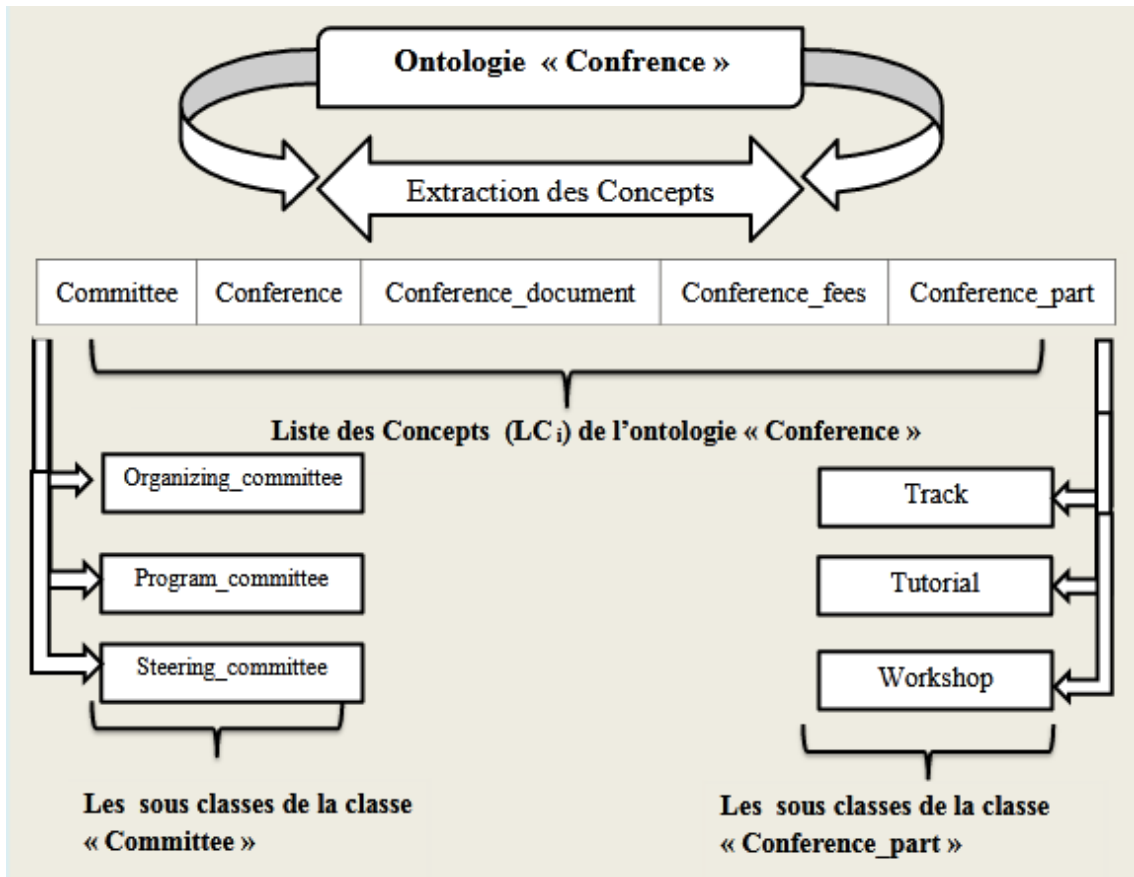 Ontologie « Confrence »
Extraction des Concepts
Committee Conference Conference_document Conference_fees Conference_part
Liste des Concepts (LC i) de l’ontologie « Conference »
Organizing_committee
Program_committee
Steering_committee
Track
Tutorial
Workshop
Les sous classes de la classe
« Committee »
Les sous classes de la classe
« Conference_part »